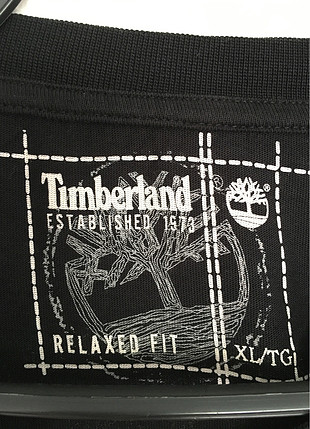 Timberland ®
ESTABLISHED 1973
RELAXED FIT
XL/TG